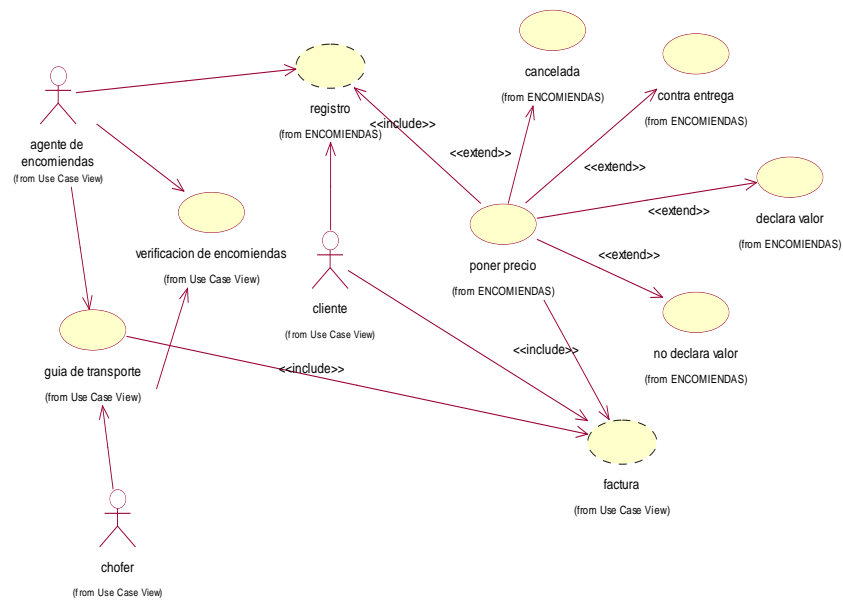 cancelada
(from ENCOMIENDAS)
contra entrega
(from ENCOMIENDAS)
registro
(from ENCOMIENDAS)
<<include>>
agente de
encomiendas
(from Use Case View)
<<extend>>
<<extend>>
<<extend>>
declara valor
(from ENCOMIENDAS)
verificacion de encomiendas
(from Use Case View)
poner precio
(from ENCOMIENDAS)
<<extend>>
cliente
(from Use Case View)
no declara valor
(from ENCOMIENDAS)
<<include>>
guia de transporte
(from Use Case View)
<<include>>
factura
(from Use Case View)
chofer
(from Use Case View)